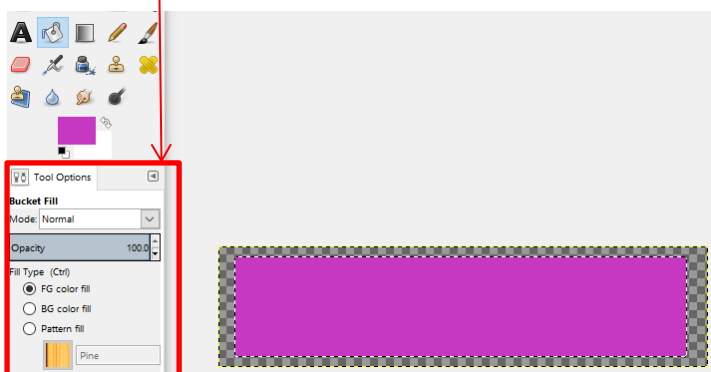 Tool Options
Bucket Fill
Mode: Normal
Opacity 100.0
Fill Type (Ctrl)
FG color fill
BG color fill
Pattern fill
Pine